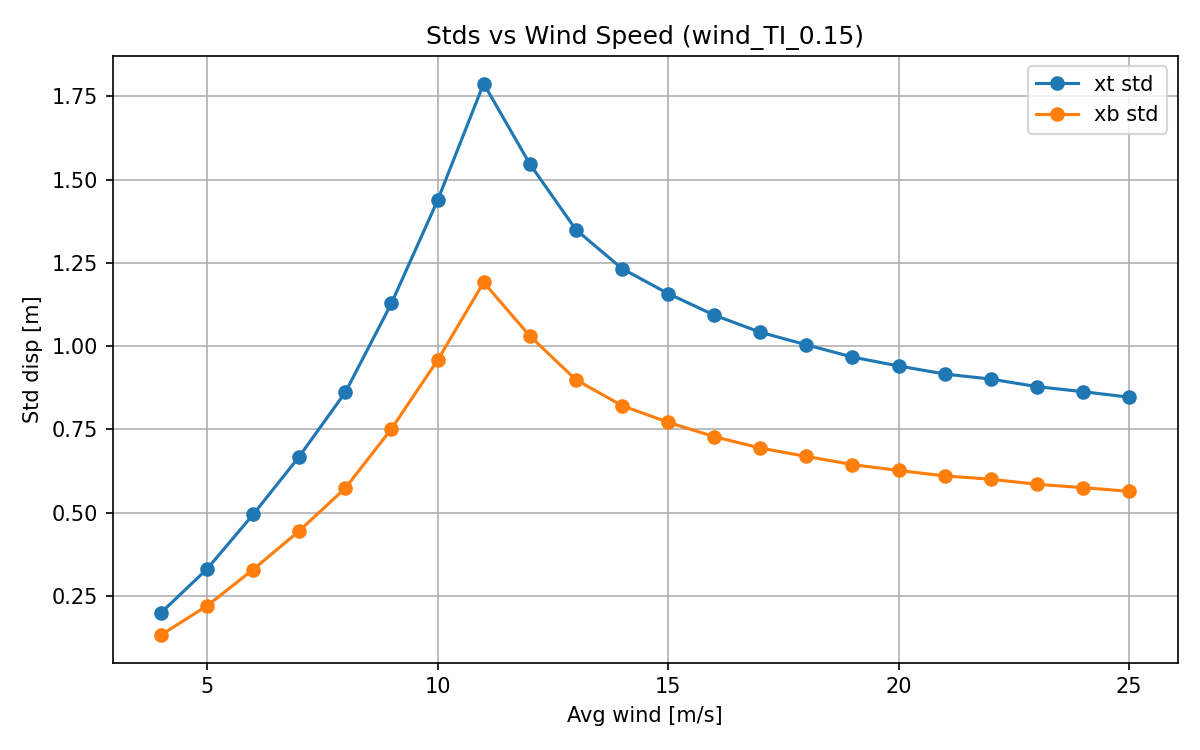 Stds vs Wind Speed (wind_TI_0.15)
xt std
xb std
Std disp [m]
1.75
1.50
1.25
1.00
0.75
0.50
0.25
5 10 15 20 25
Avg wind [m/s]